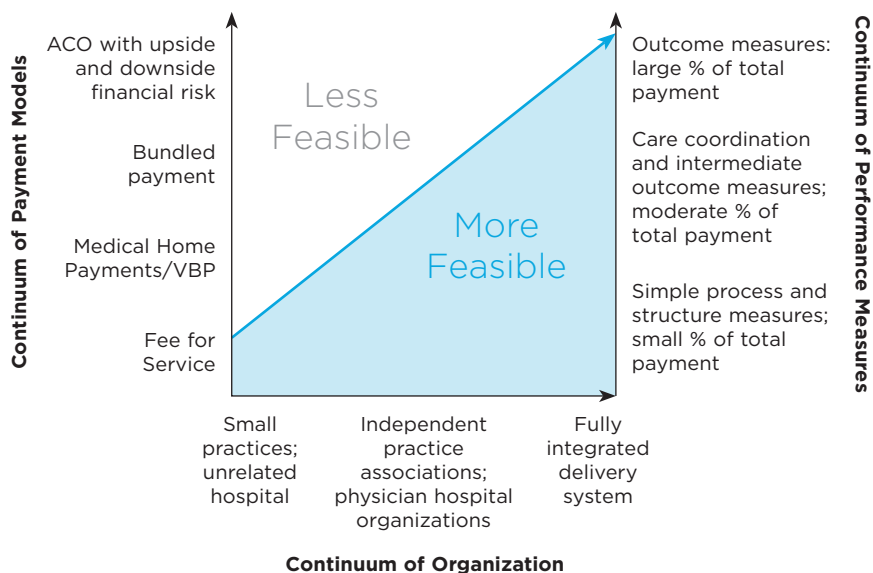 Continuum of Payment Models
ACO with upside
and downside
financial risk
Bundled
payment
Medical Home
Payments/VBP
Fee for
Service
Less
Feasible
More
Feasible
Outcome measures:
large % of total
payment
Care coordination
and intermediate
outcome measures;
moderate % of
total payment
Simple process and
structure measures;
small % of total
payment
Continuum of Performance Measures
Small
practices;
unrelated
hospital
Independent
practice
associations;
physician hospital
organizations
Fully
integrated
delivery
system
Continuum of Organization